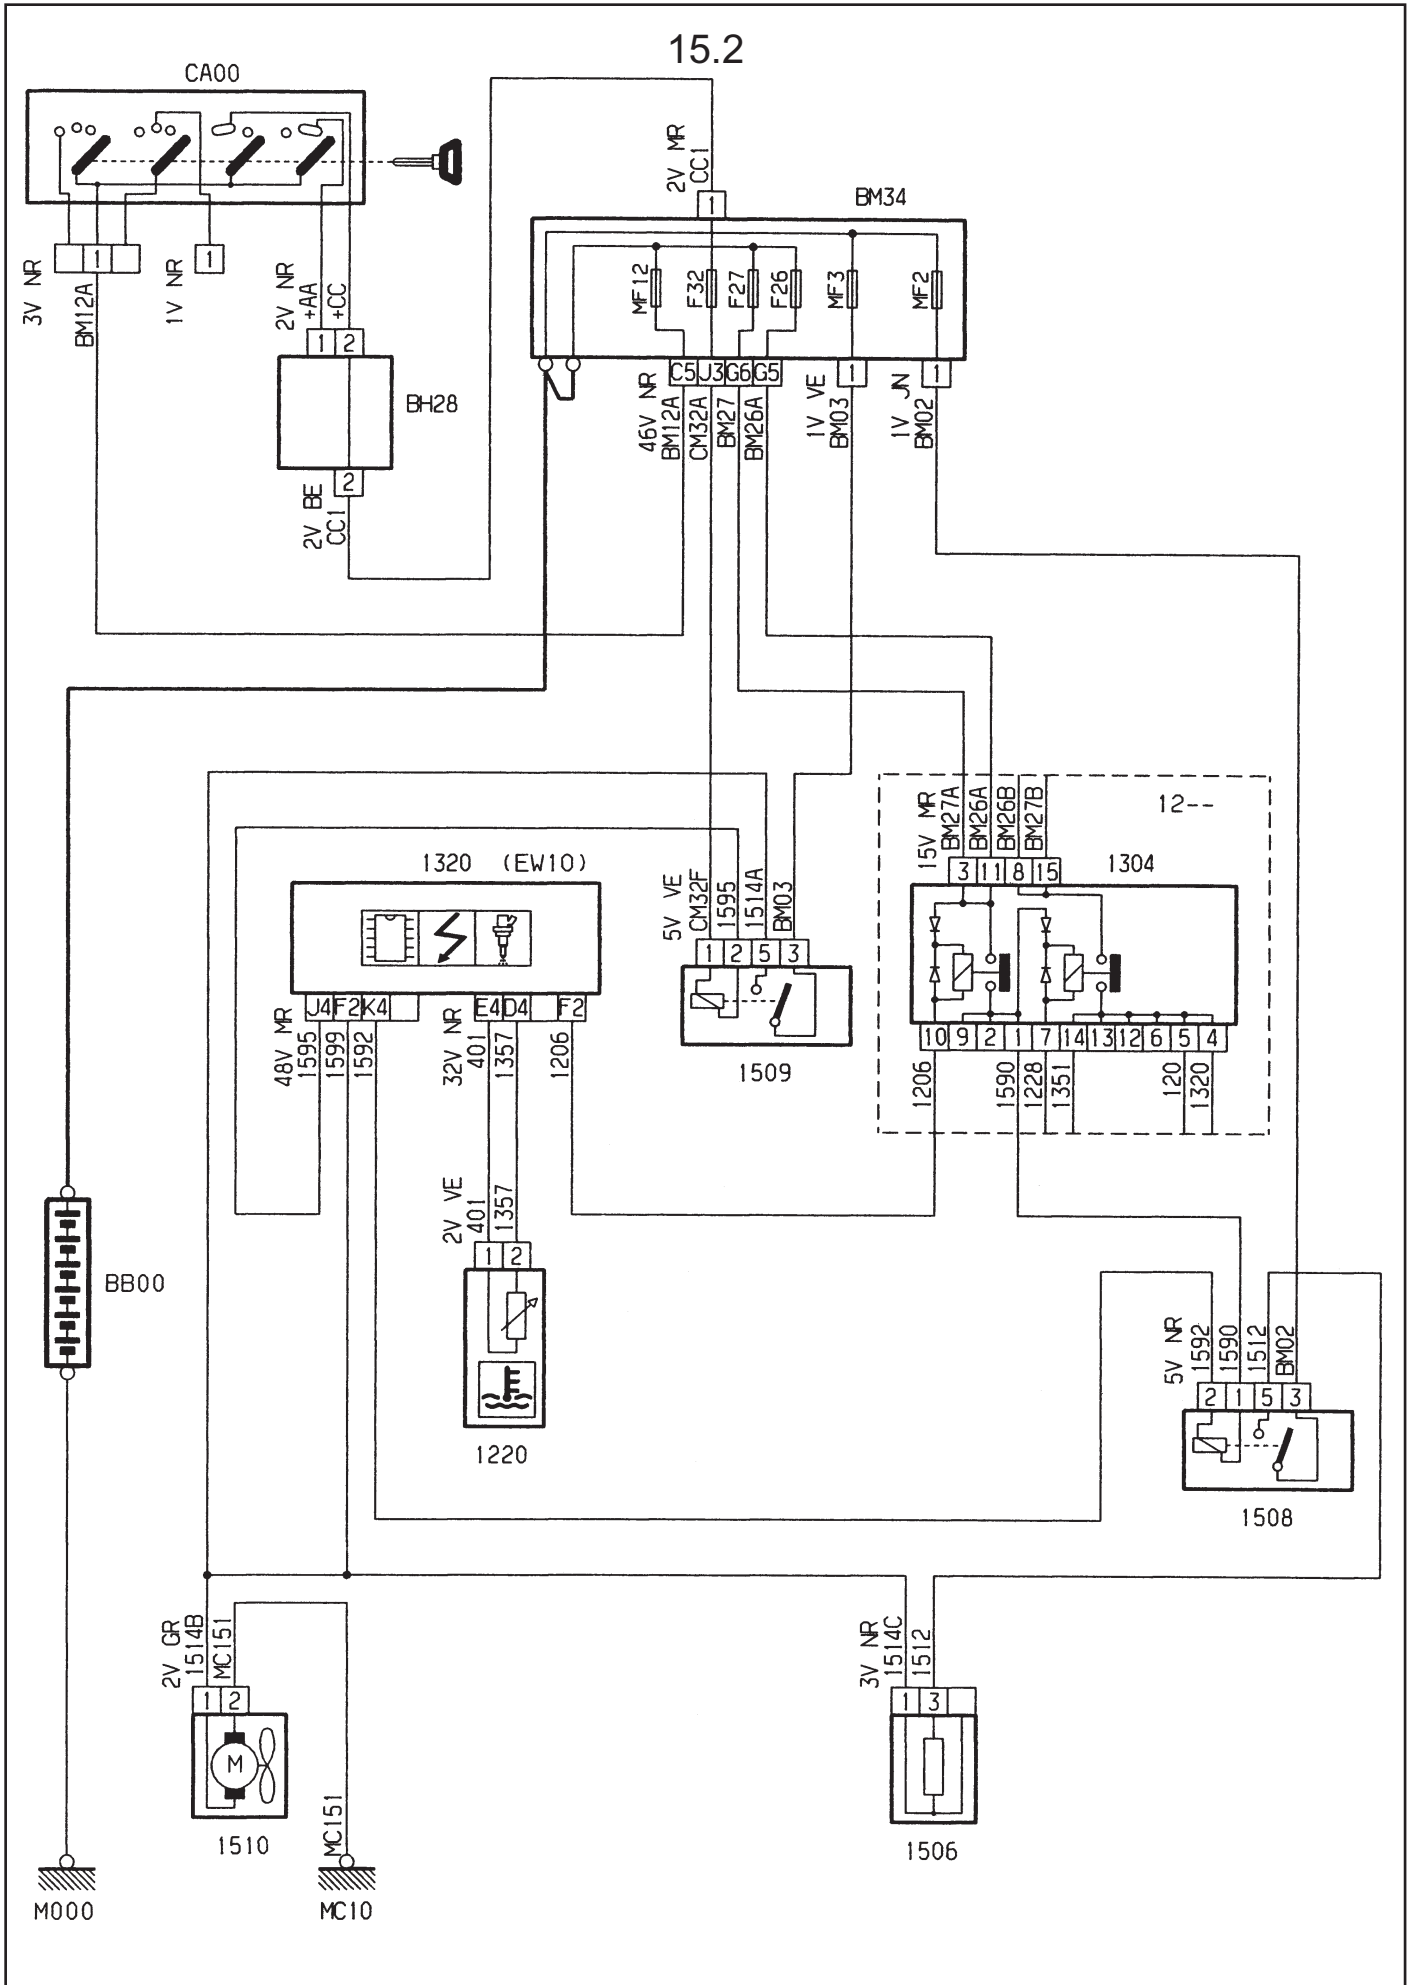 15.2
CA00
2V MR
CC1
1
BM34
3V NR
1
BM12A
1V NR
1
2V NR
+AA
+CC
1 2
BH28
2
2V BE
CC1
MF12
F32
F27
F26
MF3
MF2
C5 J3 G6 G5
1
1
46V NR
BM12A
CM32A
BM27
BM26A
1V VE
BM03
1V JN
BM02
12--
15V MR
BM27A
BM26A
BM26B
BM27B
3 11 8 15
1304
10 9 2 1 7 14 13 12 6 5 4
1206
1590
1228
1351
120
1320
1320 (EW10)
J4 F2 K4
E4 D4
F2
48V MR
1595
1599
1592
32V NR
401
1357
1206
5V VE
CM32F
1595
1514A
BM03
1 2 5 3
1509
2V VE
401
1357
1 2
1220
BB00
5V NR
1592
1590
1512
BM02
2 1 5 3
1508
2V GR
1514B
MC151
1 2
M
1510
MC151
3V NR
1514C
1512
1 3
1506
M000
MC10